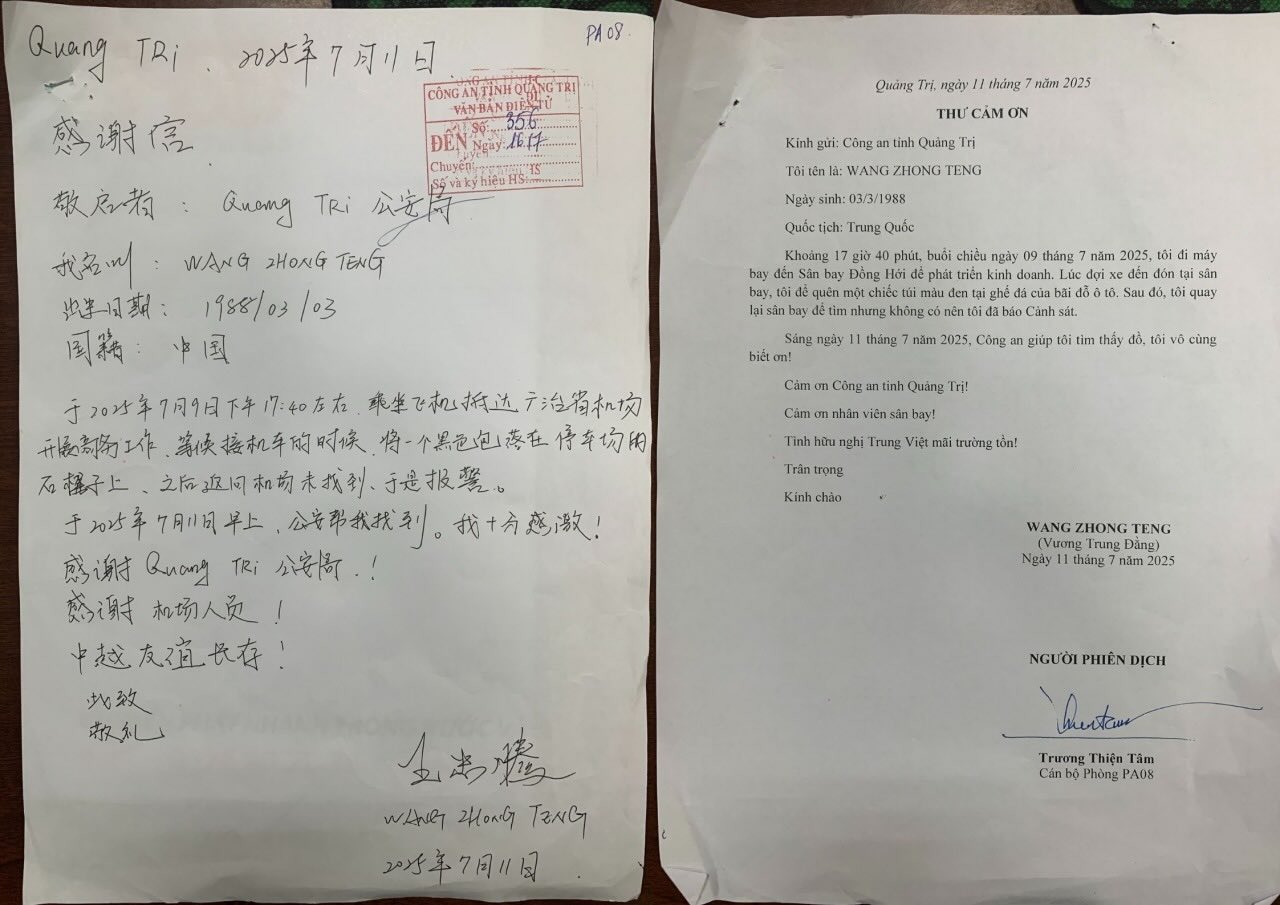 Quang TRi . 2025年7月11日
PA08.
CÔNG AN TỈNH QUẢNG TRỊ
VĂN BẢN ĐIỆN TỬ
ĐẾN
Số: 356
Ngày:
Chuyển:
Số và ký hiệu HS:
感谢信
敬启者 : Quang TRi 公安局
我名叫 : WANG ZHONG TENG
出生日期 : 1988/03/03
国籍 : 中国
于2025年7月9日下午17:40左右、乘坐飞机抵达广治省机场
开展商务工作、等候接机车的时候、将一个黑色包落在停车场用
石椅子上、之后返回机场未找到、于是报警。
于2025年7月11日早上、公安帮我找到。我十分感激!
感谢 Quang TRi 公安局.!
感谢 机场人员 !
中越友谊长存!
此致
敬礼
王忠腾
WANG ZHONG TENG
2025年7月11日.
Quảng Trị, ngày 11 tháng 7 năm 2025
THƯ CẢM ƠN
Kính gửi: Công an tỉnh Quảng Trị
Tôi tên là: WANG ZHONG TENG
Ngày sinh: 03/3/1988
Quốc tịch: Trung Quốc
Khoảng 17 giờ 40 phút, buổi chiều ngày 09 tháng 7 năm 2025, tôi đi máy
bay đến Sân bay Đồng Hới để phát triển kinh doanh. Lúc đợi xe đến đón tại sân
bay, tôi để quên một chiếc túi màu đen tại ghế đá của bãi đỗ ô tô. Sau đó, tôi quay
lại sân bay để tìm nhưng không có nên tôi đã báo Cảnh sát.
Sáng ngày 11 tháng 7 năm 2025, Công an giúp tôi tìm thấy đồ, tôi vô cùng
biết ơn!
Cảm ơn Công an tỉnh Quảng Trị!
Cảm ơn nhân viên sân bay!
Tình hữu nghị Trung Việt mãi trường tồn!
Trân trọng
Kính chào
WANG ZHONG TENG
(Vương Trung Đằng)
Ngày 11 tháng 7 năm 2025
NGƯỜI PHIÊN DỊCH
Trương Thiện Tâm
Cán bộ Phòng PA08